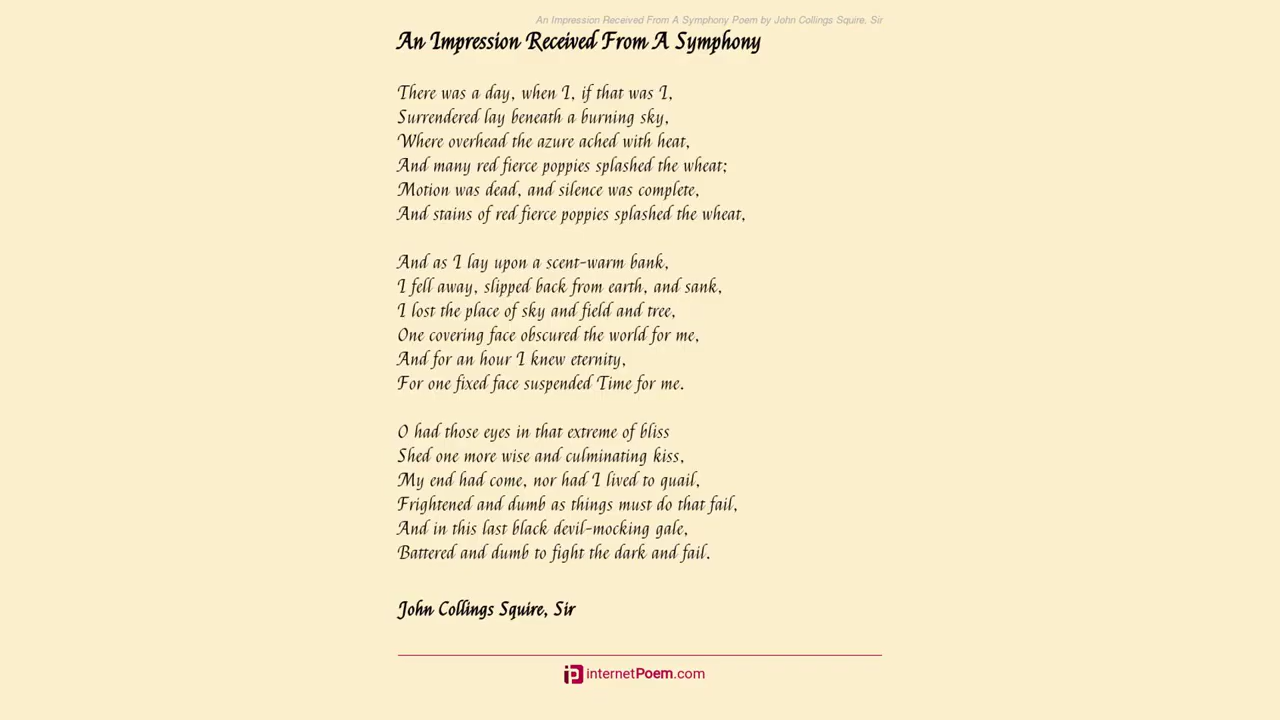 An Impression Received From A Symphony Poem by John Collings Squire, Sir
An Impression Received From A Symphony
There was a day, when I, if that was I,
Surrendered lay beneath a burning sky,
Where overhead the azure ached with heat,
And many red fierce poppies splashed the wheat;
Motion was dead, and silence was complete,
And stains of red fierce poppies splashed the wheat,
And as I lay upon a scent-warm bank,
I fell away, slipped back from earth, and sank,
I lost the place of sky and field and tree,
One covering face obscured the world for me,
And for an hour I knew eternity,
For one fixed face suspended Time for me.
O had those eyes in that extreme of bliss
Shed one more wise and culminating kiss,
My end had come, nor had I lived to quail,
Frightened and dumb as things must do that fail,
And in this last black devil-mocking gale,
Battered and dumb to fight the dark and fail.
John Collings Squire, Sir
internetPoem.com